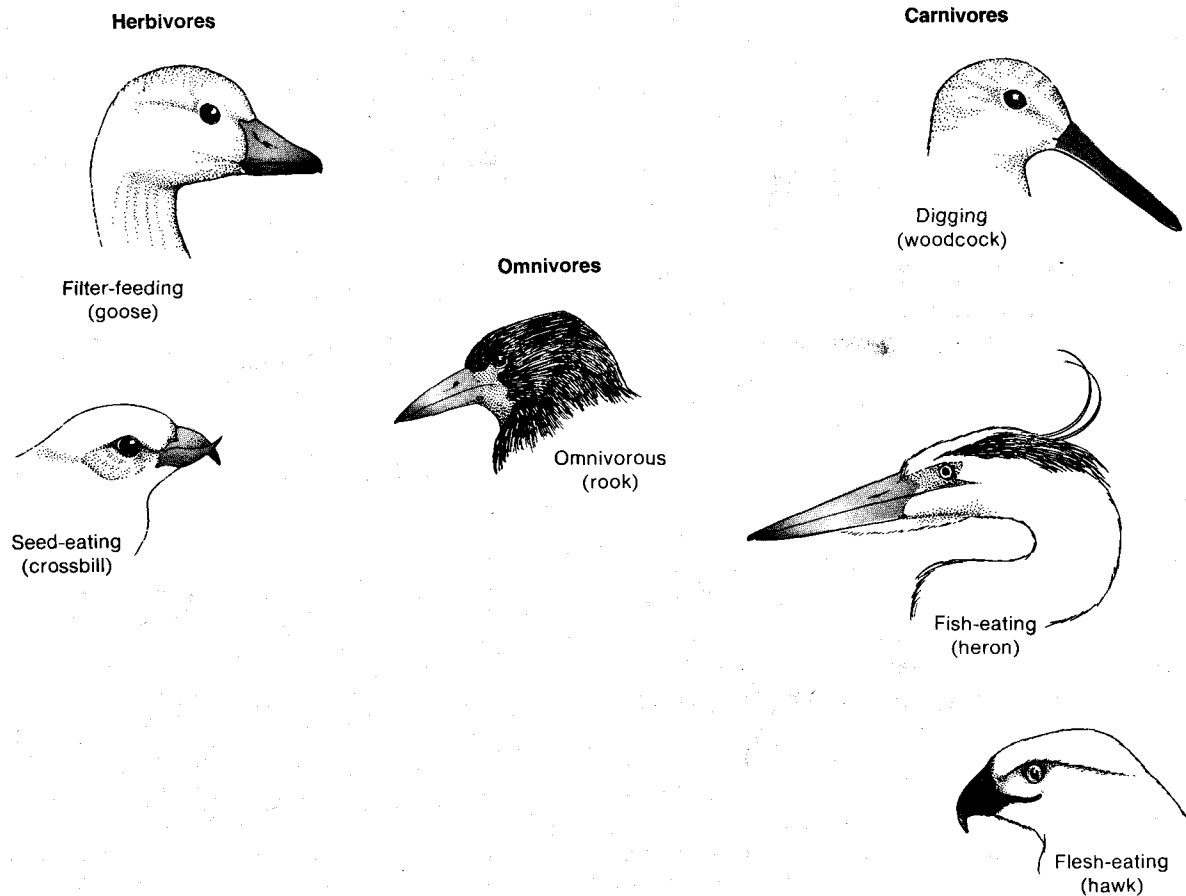 Herbivores
Filter-feeding
(goose)
Seed-eating
(crossbill)
Omnivores
Omnivorous
(rook)
Carnivores
Digging
(woodcock)
Fish-eating
(heron)
Flesh-eating
(hawk)